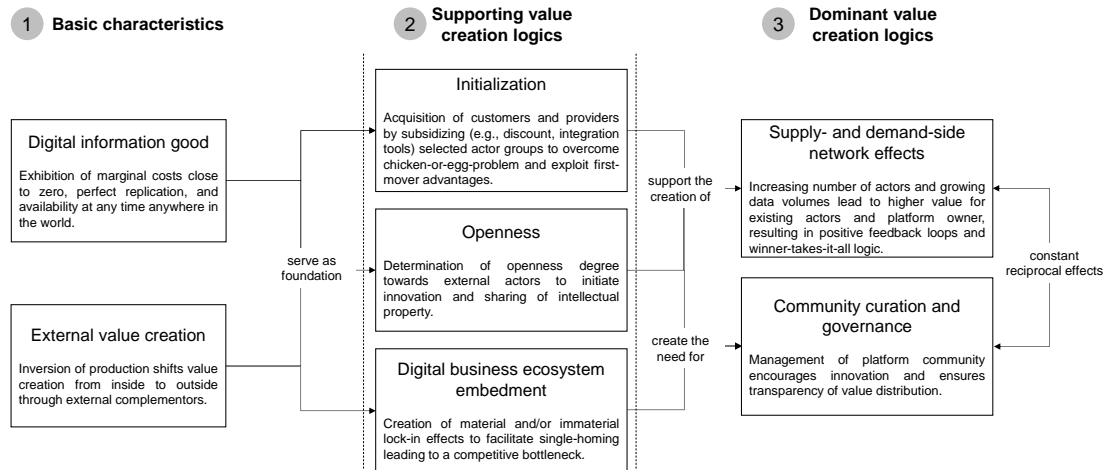 1 Basic characteristics
2 Supporting value
creation logics
3 Dominant value
creation logics
Digital information good
Exhibition of marginal costs close
to zero, perfect replication, and
availability at any time anywhere in
the world.
External value creation
Inversion of production shifts value
creation from inside to outside
through external complementors.
serve as
foundation
Initialization
Acquisition of customers and providers
by subsidizing (e.g., discount, integration
tools) selected actor groups to overcome
chicken-or-egg-problem and exploit first-
mover advantages.
Openness
Determination of openness degree
towards external actors to initiate
innovation and sharing of intellectual
property.
Digital business ecosystem
embedment
Creation of material and/or immaterial
lock-in effects to facilitate single-homing
leading to a competitive bottleneck.
support the
creation of
create the
need for
Supply- and demand-side
network effects
Increasing number of actors and growing
data volumes lead to higher value for
existing actors and platform owner,
resulting in positive feedback loops and
winner-takes-it-all logic.
Community curation and
governance
Management of platform community
encourages innovation and ensures
transparency of value distribution.
constant
reciprocal effects